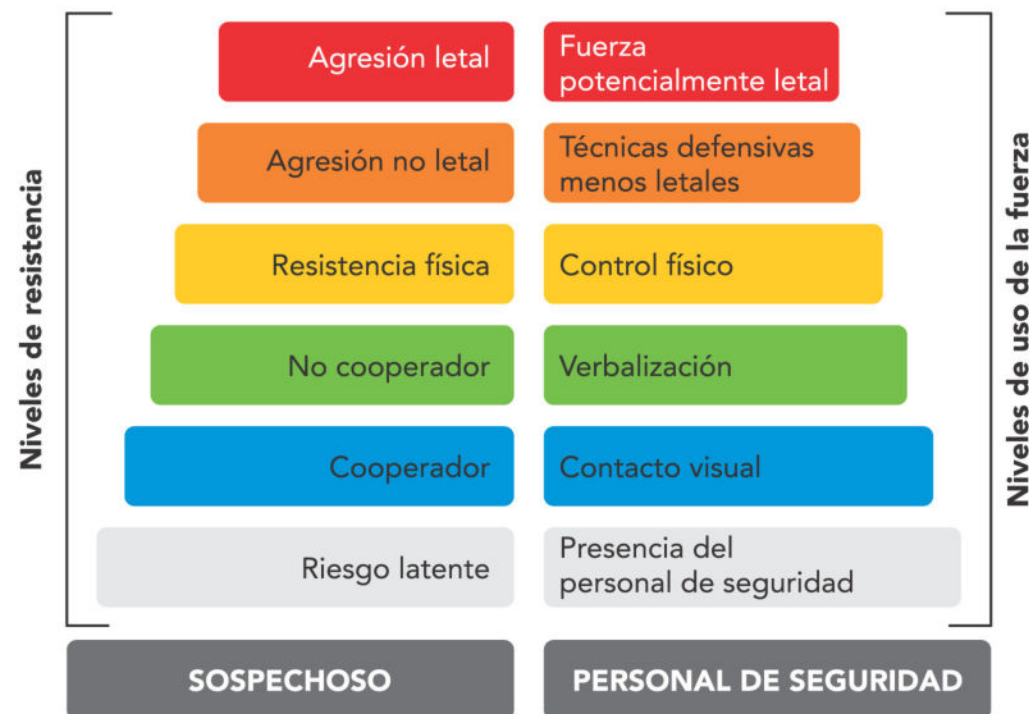 Niveles de resistencia
Agresión letal
Fuerza
potencialmente letal
Agresión no letal
Técnicas defensivas
menos letales
Resistencia física
Control físico
No cooperador
Verbalización
Cooperador
Contacto visual
Riesgo latente
Presencia del
personal de seguridad
Niveles de uso de la fuerza
SOSPECHOSO
PERSONAL DE SEGURIDAD